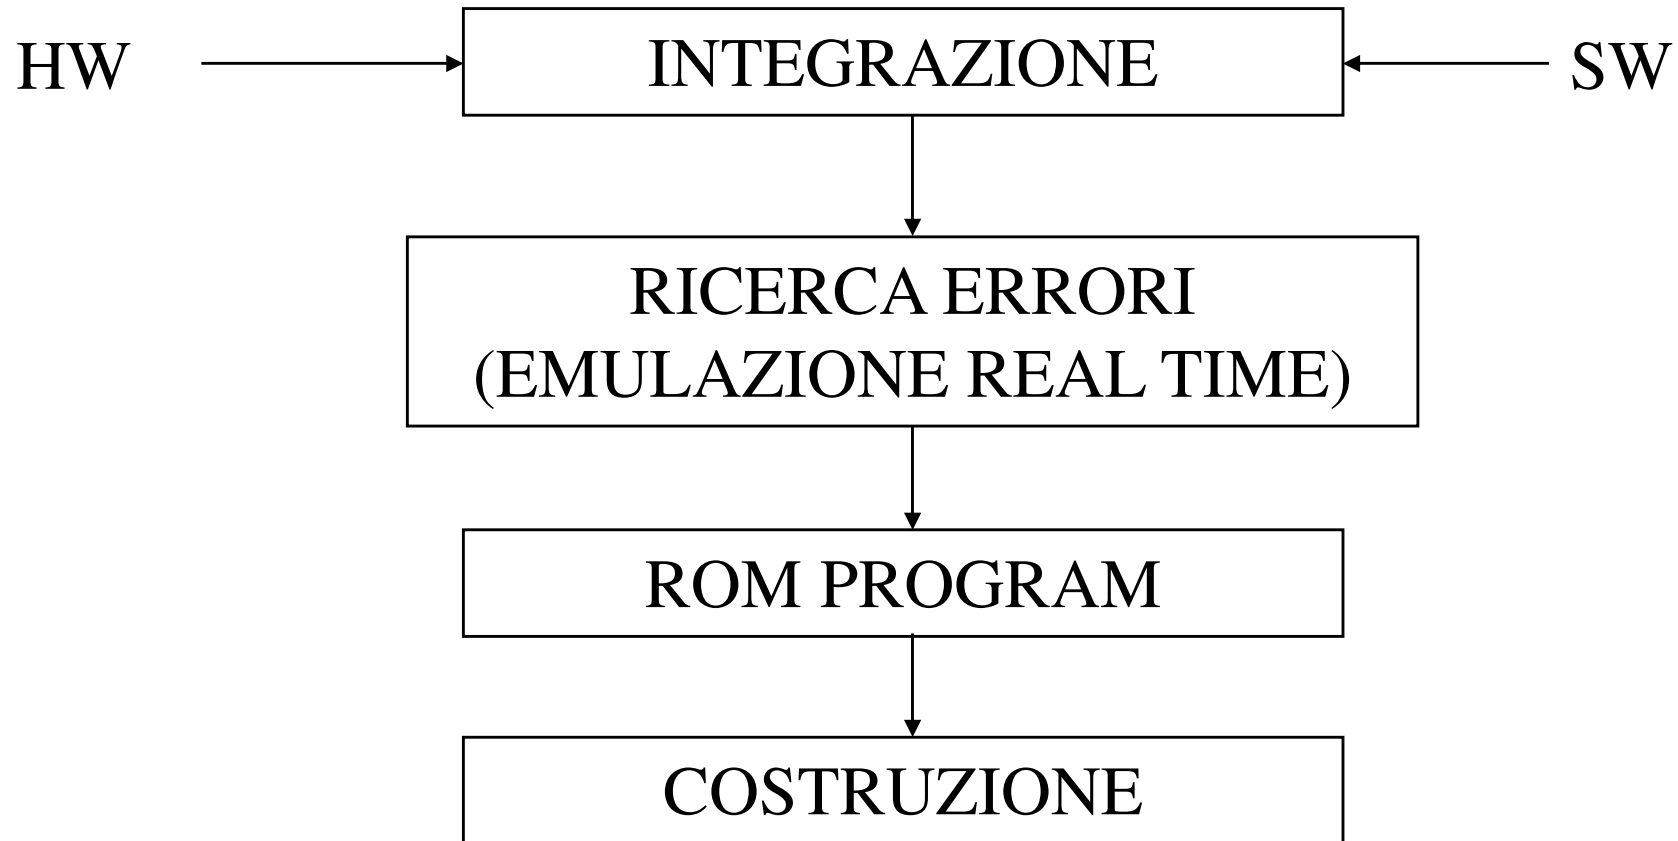 HW
INTEGRAZIONE
SW
RICERCA ERRORI
(EMULAZIONE REAL TIME)
ROM PROGRAM
COSTRUZIONE